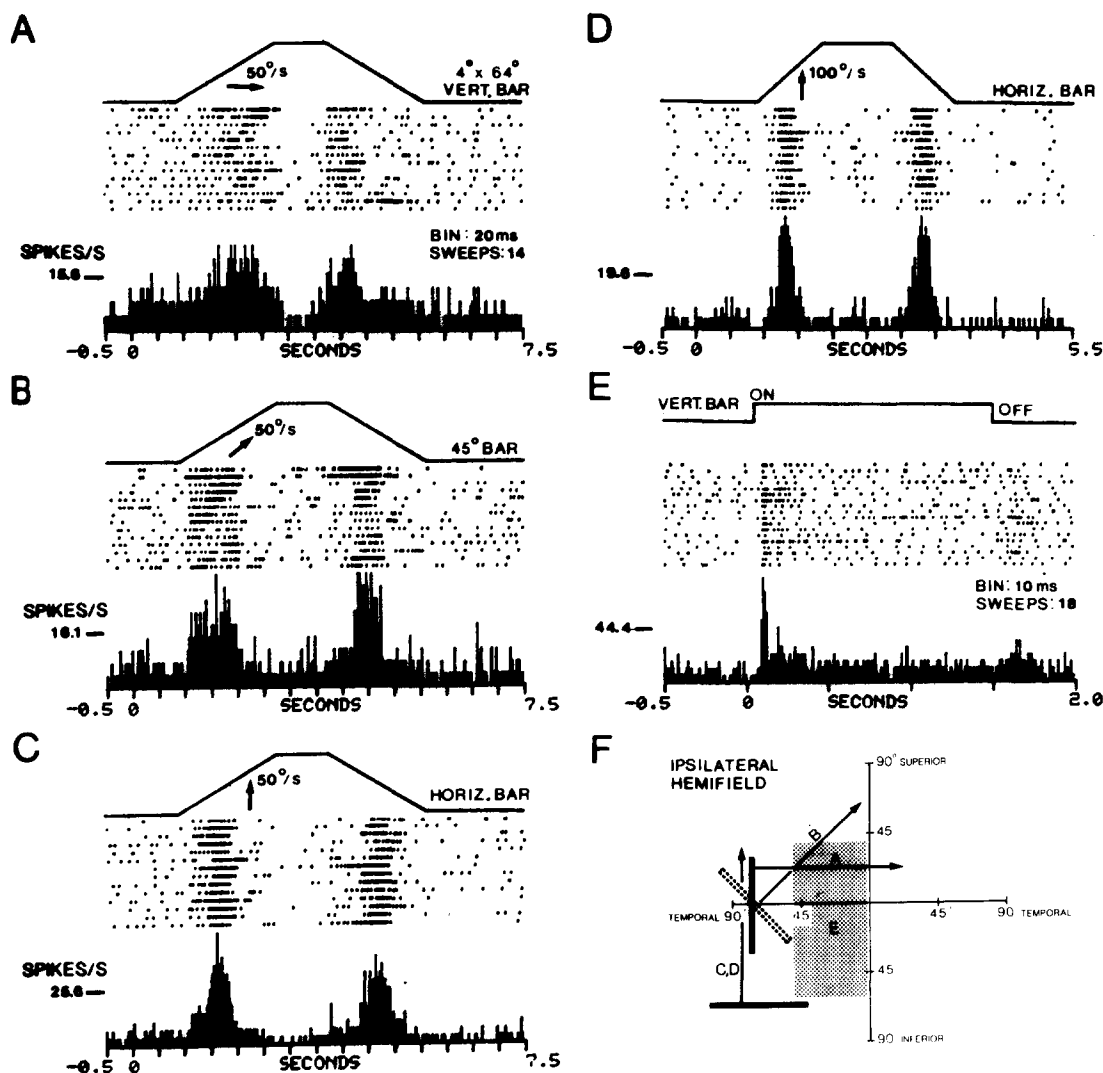 A
50°/s
4° x 64°
VERT. BAR
SPIKES/S
15.6
BIN: 20ms
SWEEPS: 14
-0.5 0 SECONDS 7.5
B
50°/s
45° BAR
SPIKES/S
16.1
-0.5 0 SECONDS 7.5
C
50°/s
HORIZ. BAR
SPIKES/S
25.6
-0.5 0 SECONDS 7.5
D
100°/s
HORIZ. BAR
19.6
-0.5 0 SECONDS 5.5
E
VERT. BAR ON
OFF
BIN: 10ms
SWEEPS: 18
44.4
-0.5 0 SECONDS 2.0
F
IPSILATERAL
HEMIFIELD
90° SUPERIOR
B
45
A
TEMPORAL 90 45 45 90 TEMPORAL
E
C,D
45
90 INFERIOR